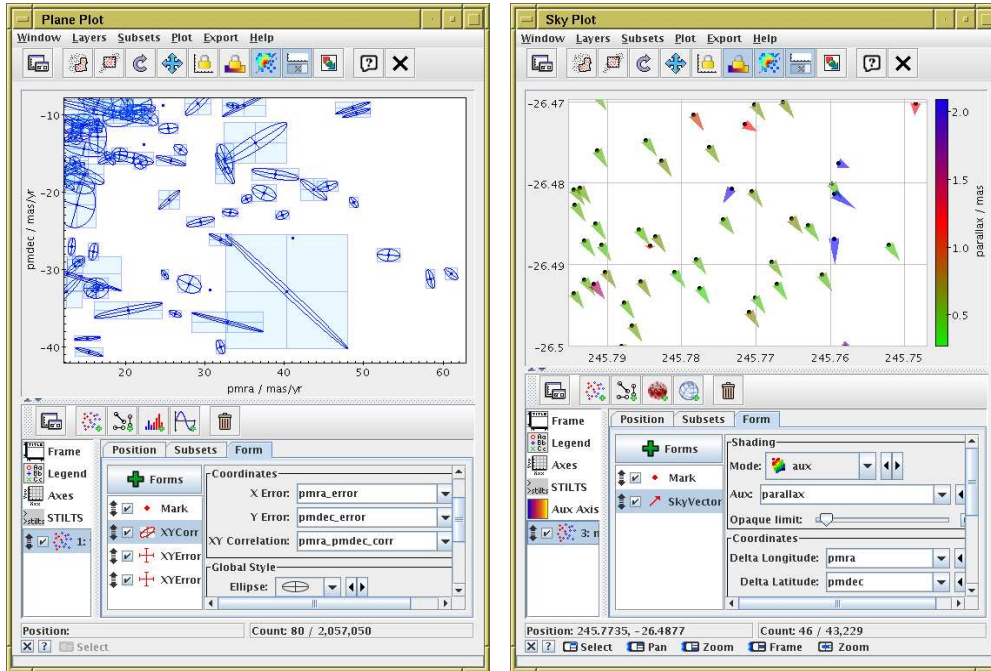 Plane Plot
Window Layers Subsets Plot Export Help
-10
-20
-30
-40
pmdec / mas/yr
20 30 40 50 60
pmra / mas/yr
Frame
Legend
Axes
STILTS
1:
Position Subsets Form
Forms
Mark
XYCorr
XYError
XYError
Coordinates
X Error: pmra_error
Y Error: pmdec_error
XY Correlation: pmra_pmdec_corr
Global Style
Ellipse:
Position:
Count: 80 / 2,057,050
Select
Sky Plot
Window Layers Subsets Plot Export Help
-26.47
-26.48
-26.49
-26.5
245.79 245.78 245.77 245.76 245.75
2.0
1.5
1.0
0.5
parallax / mas
Frame
Legend
Axes
STILTS
Aux Axis
3: n
Position Subsets Form
Forms
Mark
SkyVector
Shading
Mode: aux
Aux: parallax
Opaque limit:
Coordinates
Delta Longitude: pmra
Delta Latitude: pmdec
Position: 245.7735, -26.4877
Count: 46 / 43,229
Select Pan Zoom Frame Zoom